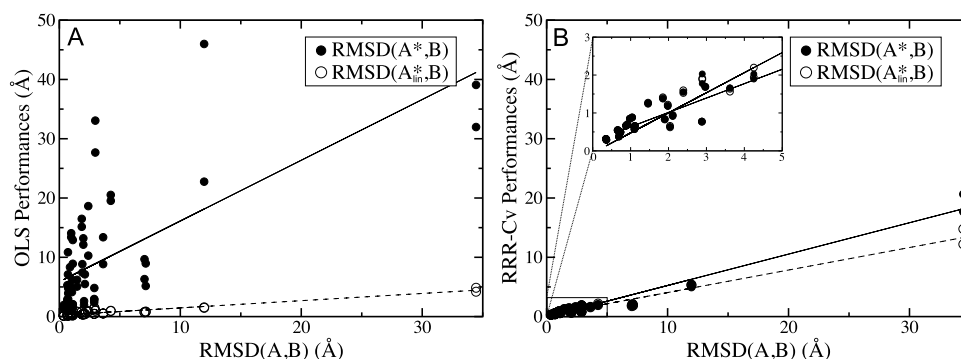 A
RMSD(A*,B)
RMSD(A*lin,B)
OLS Performances (Å)
50
40
30
20
10
0
0 10 20 30
RMSD(A,B) (Å)
B
RMSD(A*,B)
RMSD(A*lin,B)
RRR-Cv Performances (Å)
50
40
30
20
10
0
3
2
1
0
0 1 2 3 4 5
0 10 20 30
RMSD(A,B) (Å)